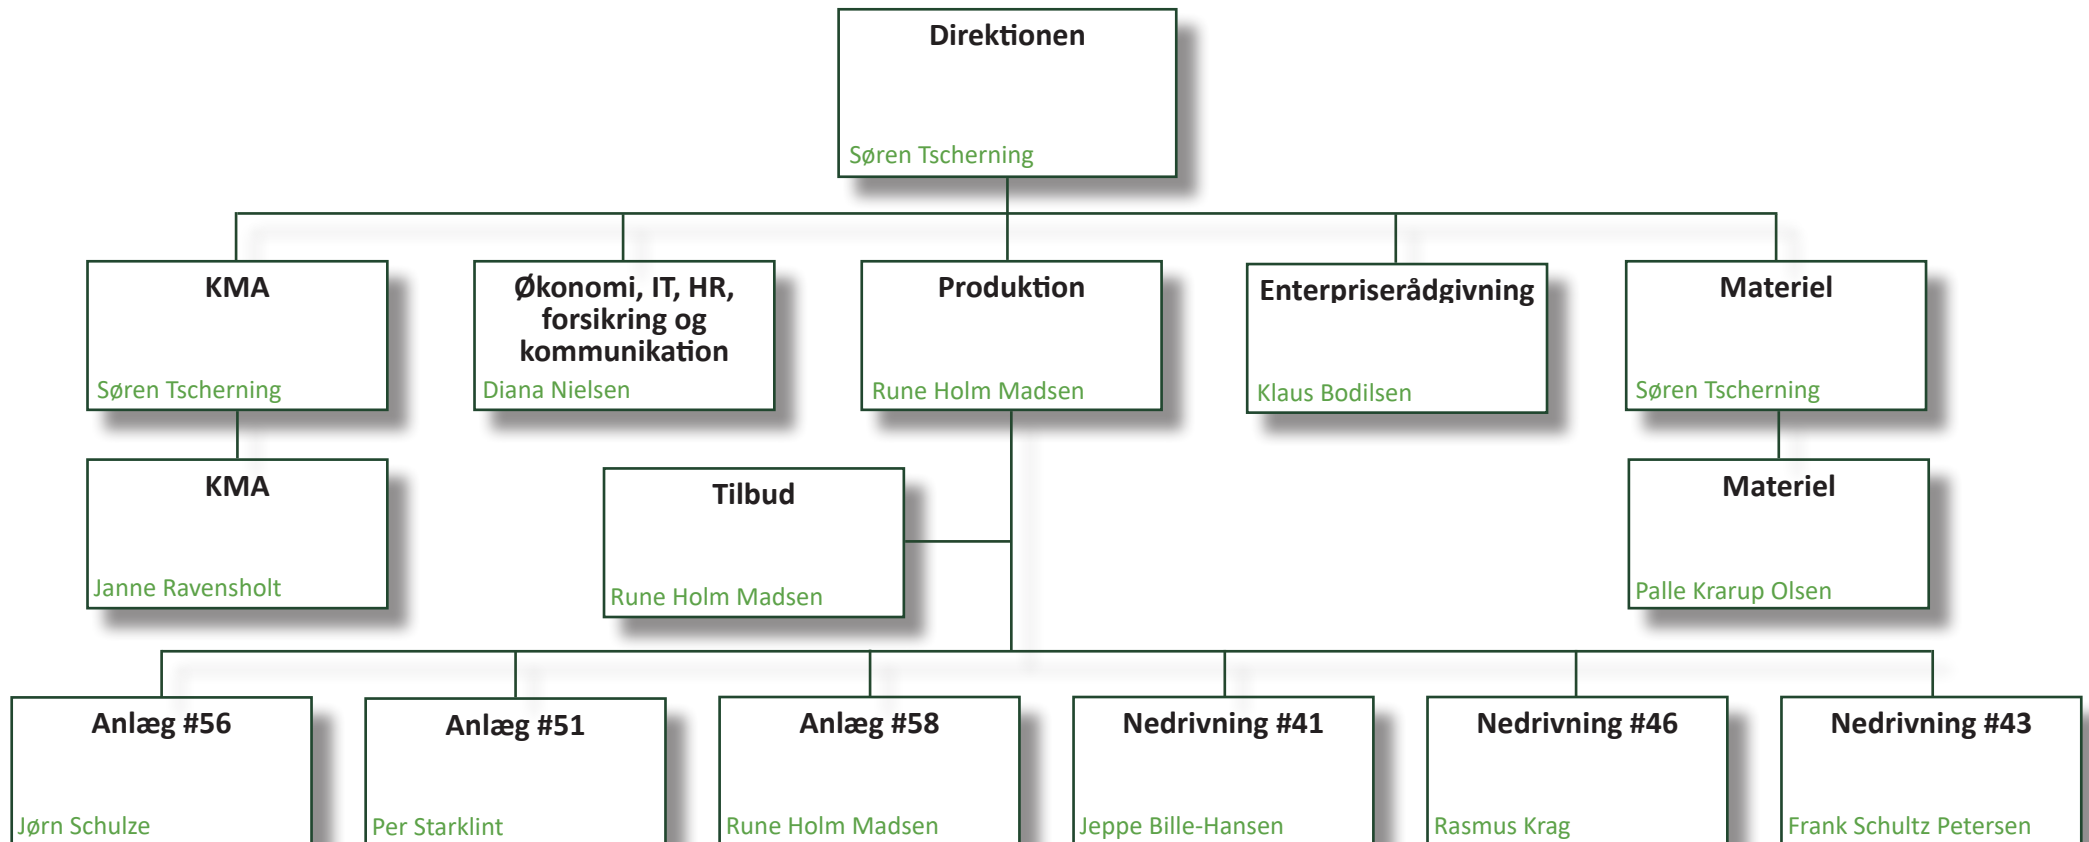 Direktionen
Søren Tscherning
KMA
Søren Tscherning
Økonomi, IT, HR,
forsikring og
kommunikation
Diana Nielsen
Produktion
Rune Holm Madsen
Enterpriserådgivning
Klaus Bodilsen
Materiel
Søren Tscherning
KMA
Janne Ravensholt
Tilbud
Rune Holm Madsen
Materiel
Palle Krarup Olsen
Anlæg #56
Jørn Schulze
Anlæg #51
Per Starklint
Anlæg #58
Rune Holm Madsen
Nedrivning #41
Jeppe Bille-Hansen
Nedrivning #46
Rasmus Krag
Nedrivning #43
Frank Schultz Petersen